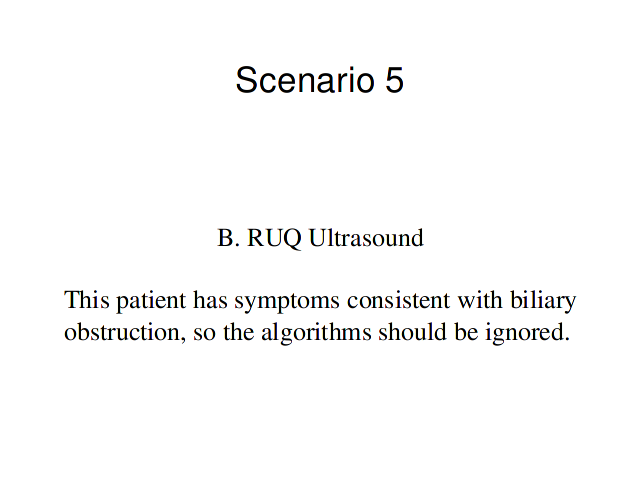 Scenario 5
B. RUQ Ultrasound
This patient has symptoms consistent with biliary
obstruction, so the algorithms should be ignored.